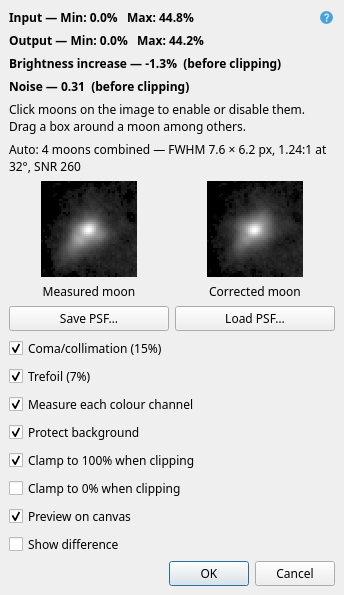 Input — Min: 0.0%   Max: 44.8%
Output — Min: 0.0%   Max: 44.2%
Brightness increase — -1.3%  (before clipping)
Noise — 0.31  (before clipping)
Click moons on the image to enable or disable them.
Drag a box around a moon among others.
Auto: 4 moons combined — FWHM 7.6 × 6.2 px, 1.24:1 at
32°, SNR 260
Measured moon
Corrected moon
Save PSF...
Load PSF...
Coma/collimation (15%)
Trefoil (7%)
Measure each colour channel
Protect background
Clamp to 100% when clipping
Clamp to 0% when clipping
Preview on canvas
Show difference
OK
Cancel